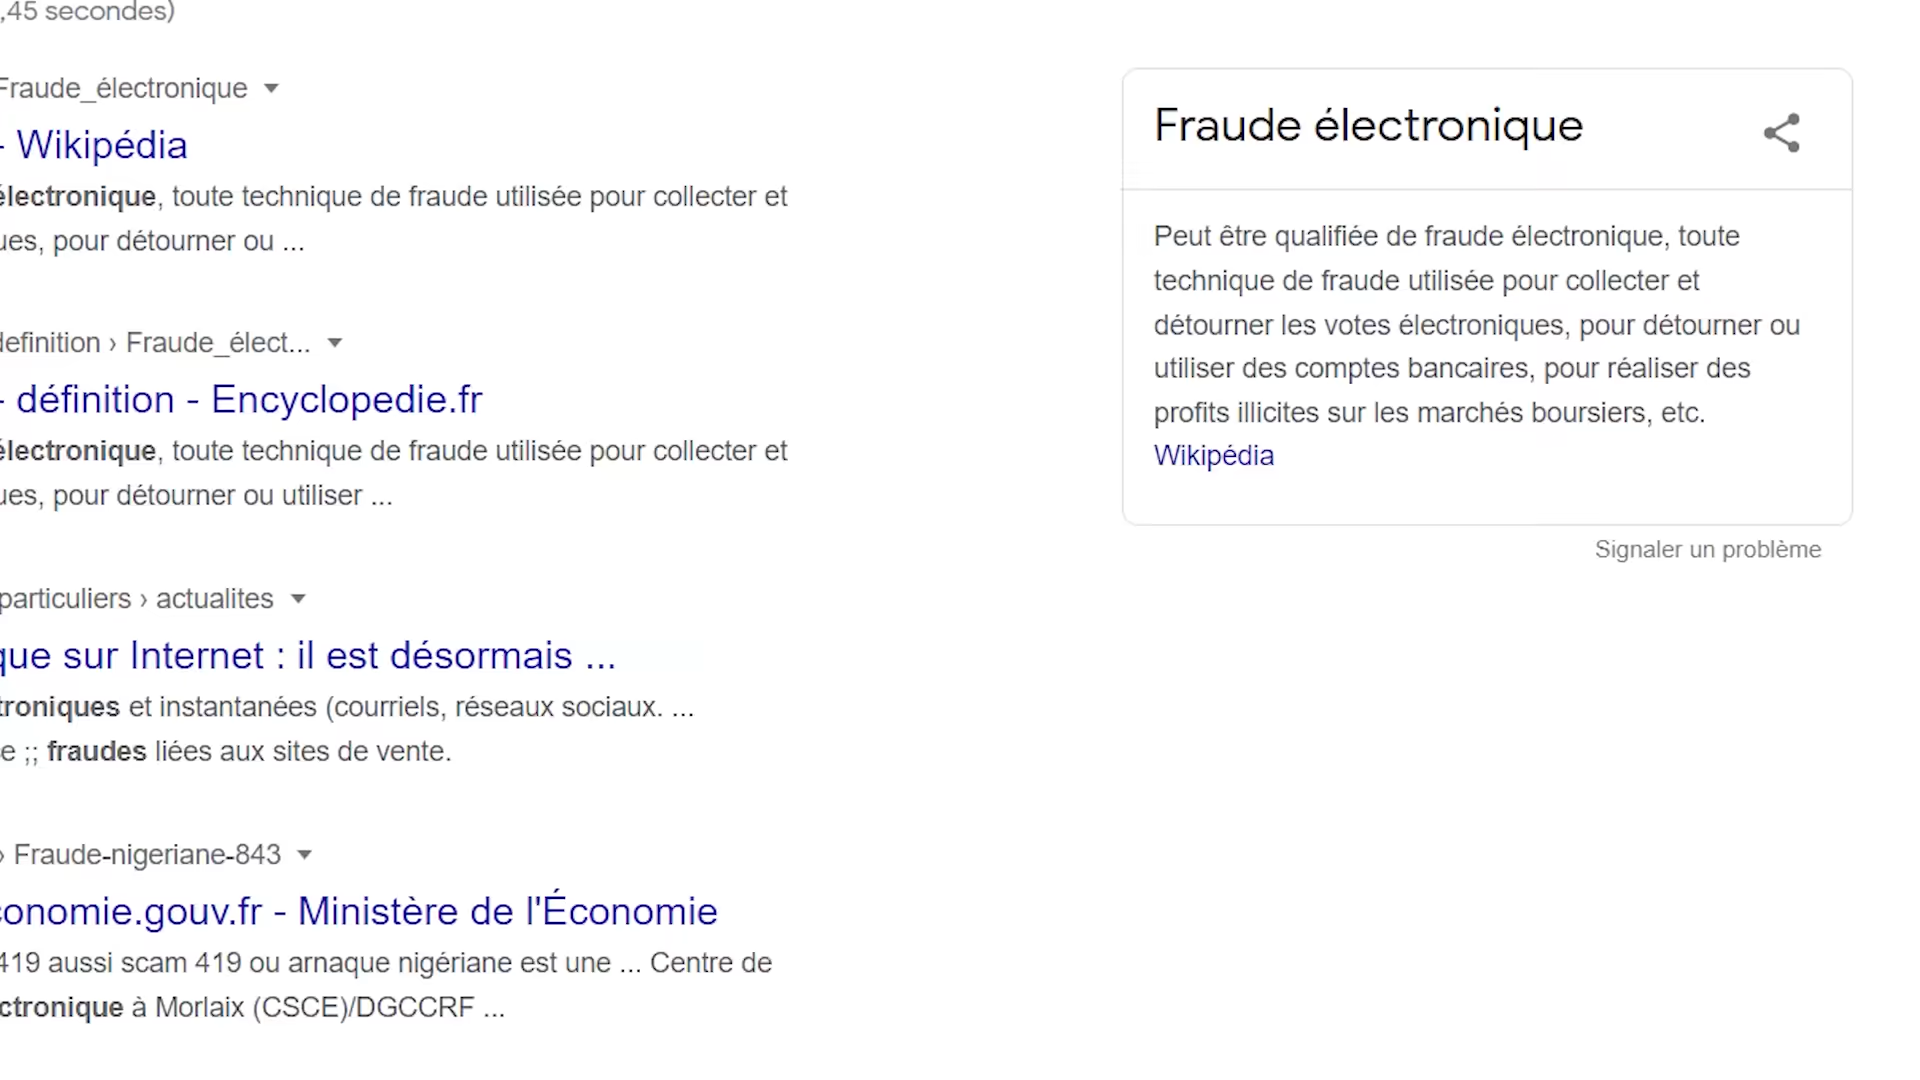 ,45 secondes)
Fraude_électronique
- Wikipédia
électronique, toute technique de fraude utilisée pour collecter et
ues, pour détourner ou ...
definition › Fraude_élect...
- définition - Encyclopedie.fr
électronique, toute technique de fraude utilisée pour collecter et
ues, pour détourner ou utiliser ...
particuliers › actualites
que sur Internet : il est désormais ...
troniques et instantanées (courriels, réseaux sociaux. ...
e ;; fraudes liées aux sites de vente.
› Fraude-nigeriane-843
conomie.gouv.fr - Ministère de l'Économie
419 aussi scam 419 ou arnaque nigériane est une ... Centre de
ctronique à Morlaix (CSCE)/DGCCRF ...
Fraude électronique
Peut être qualifiée de fraude électronique, toute
technique de fraude utilisée pour collecter et
détourner les votes électroniques, pour détourner ou
utiliser des comptes bancaires, pour réaliser des
profits illicites sur les marchés boursiers, etc.
Wikipédia
Signaler un problème